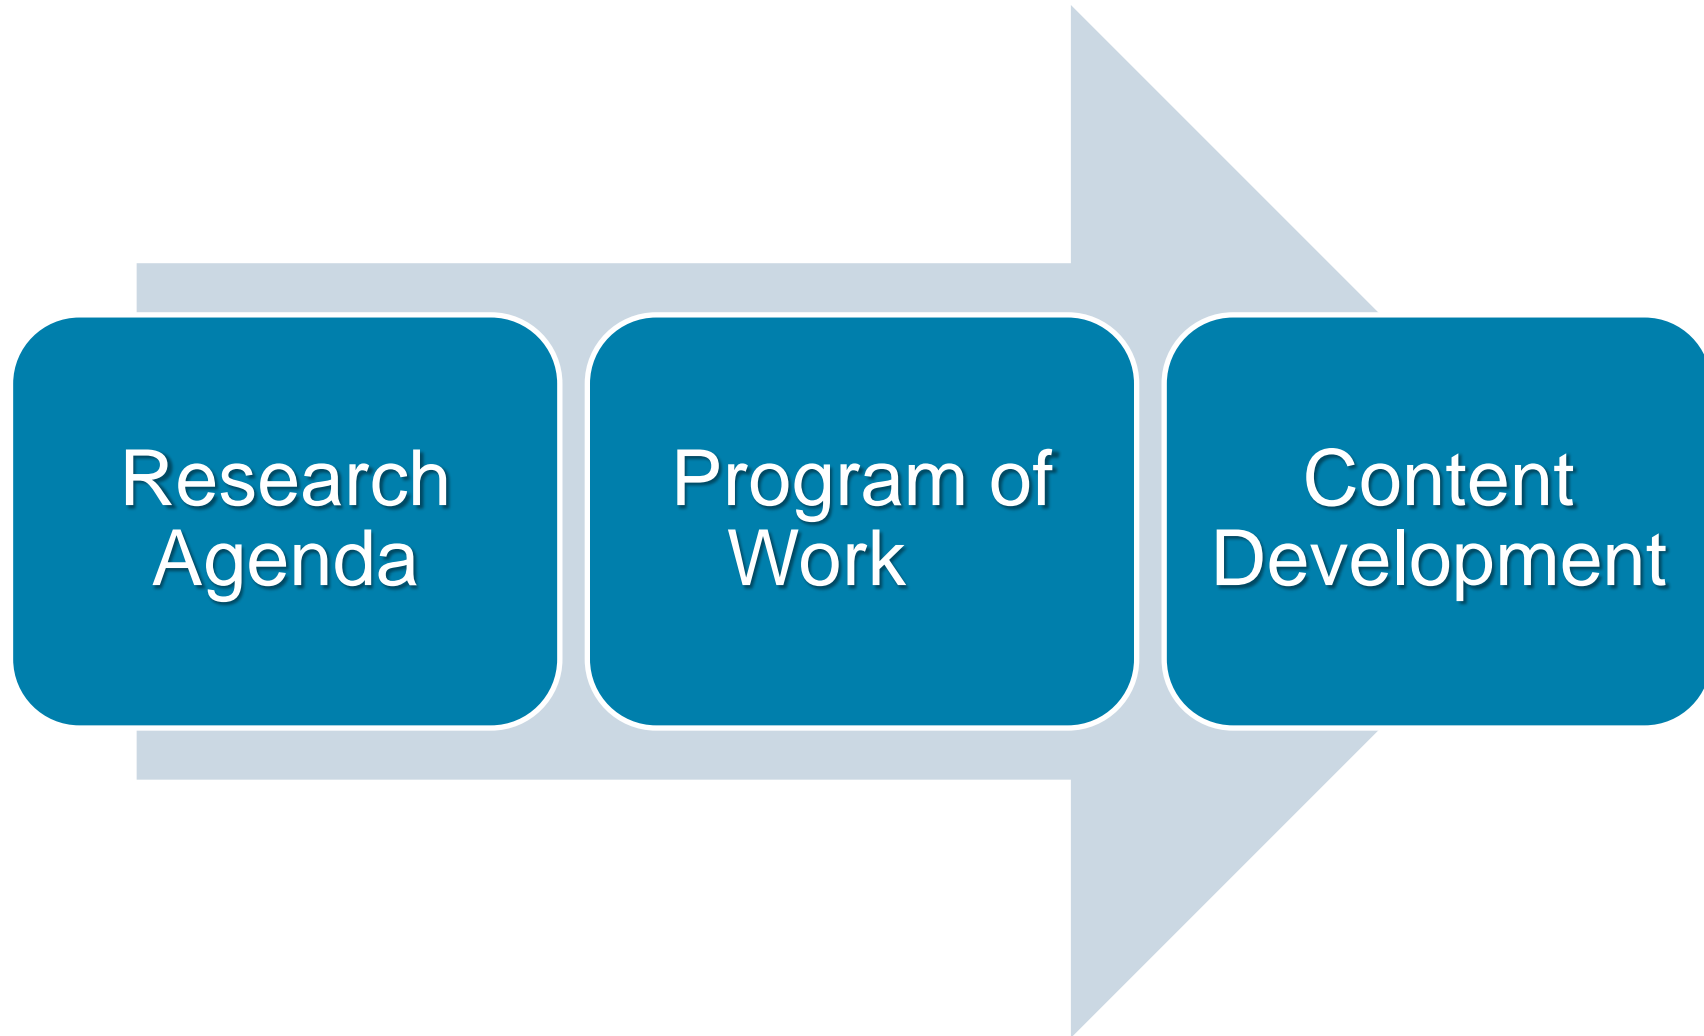 Research
Agenda
Program of
Work
Content
Development